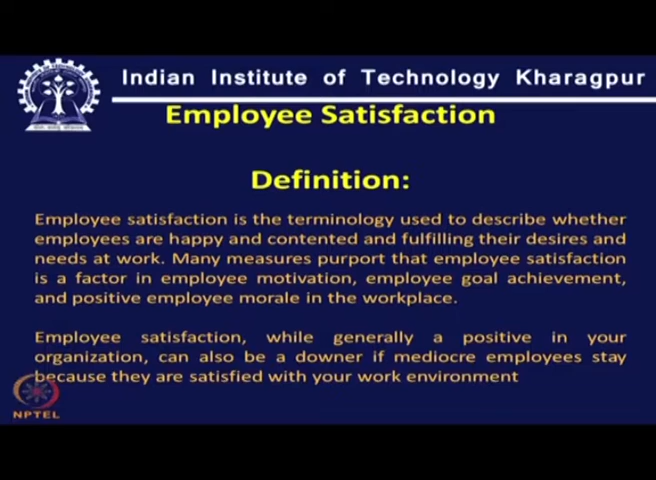 Indian Institute of Technology Kharagpur
Employee Satisfaction
Definition:
Employee satisfaction is the terminology used to describe whether
employees are happy and contented and fulfilling their desires and
needs at work. Many measures purport that employee satisfaction
is a factor in employee motivation, employee goal achievement,
and positive employee morale in the workplace.
Employee satisfaction, while generally a positive in your
organization, can also be a downer if mediocre employees stay
because they are satisfied with your work environment
NPTEL